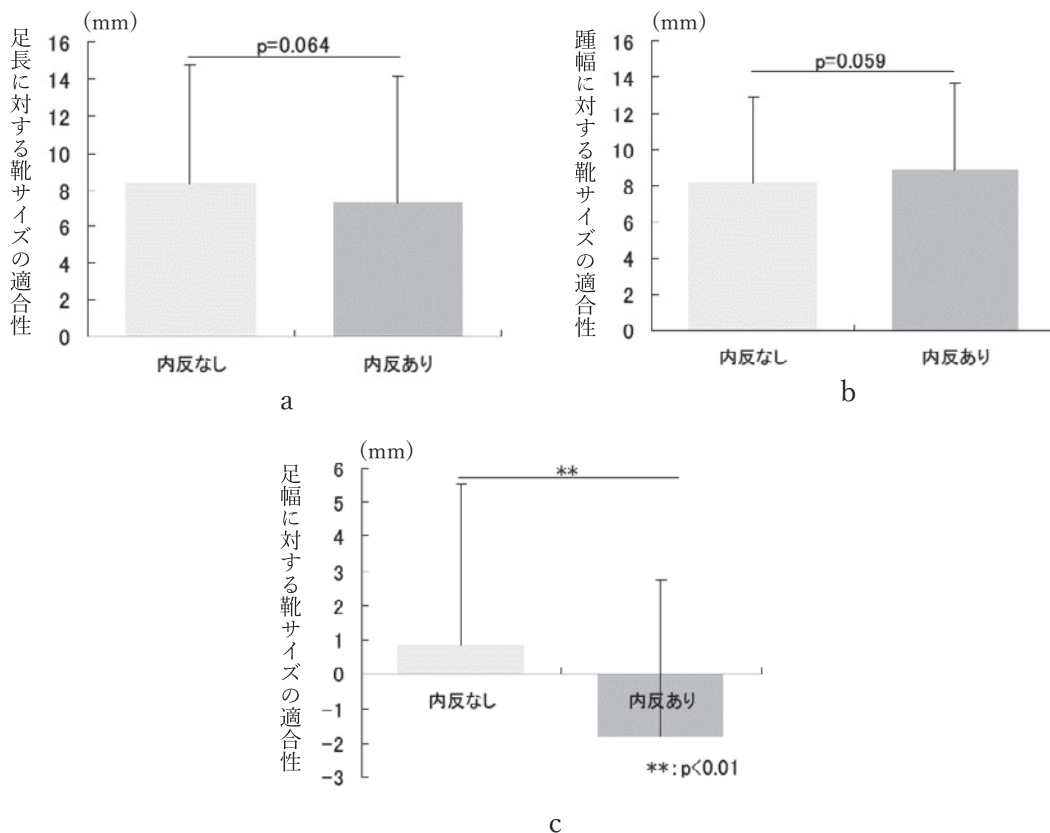 (mm)
足長に対する靴サイズの適合性
16
14
12
10
8
6
4
2
0
p=0.064
内反なし
内反あり
a
(mm)
踵幅に対する靴サイズの適合性
16
14
12
10
8
6
4
2
0
p=0.059
内反なし
内反あり
b
(mm)
足幅に対する靴サイズの適合性
6
5
4
3
2
1
0
-1
-2
-3
**
内反なし
内反あり
**:p<0.01
c